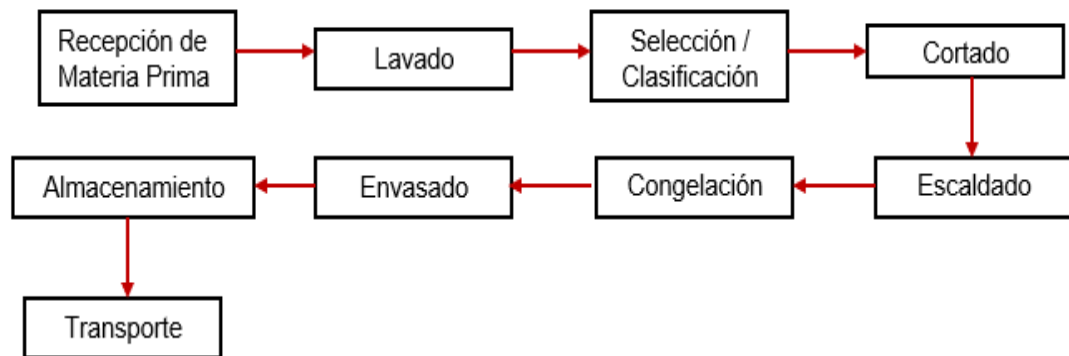 Recepción de
Materia Prima
Lavado
Selección /
Clasificación
Cortado
Escaldado
Congelación
Envasado
Almacenamiento
Transporte